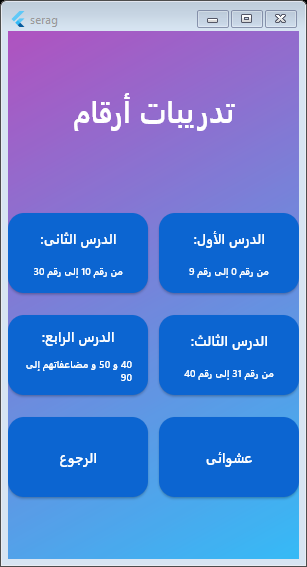 serag
تدريبات أرقام
الدرس الأول:
من رقم 0 إلى رقم 9
الدرس الثانى:
من رقم 10 إلى رقم 30
الدرس الثالث:
من رقم 31 إلى رقم 40
الدرس الرابع:
40 و 50 و مضاعفاتهم إلى
90
عشوائى
الرجوع